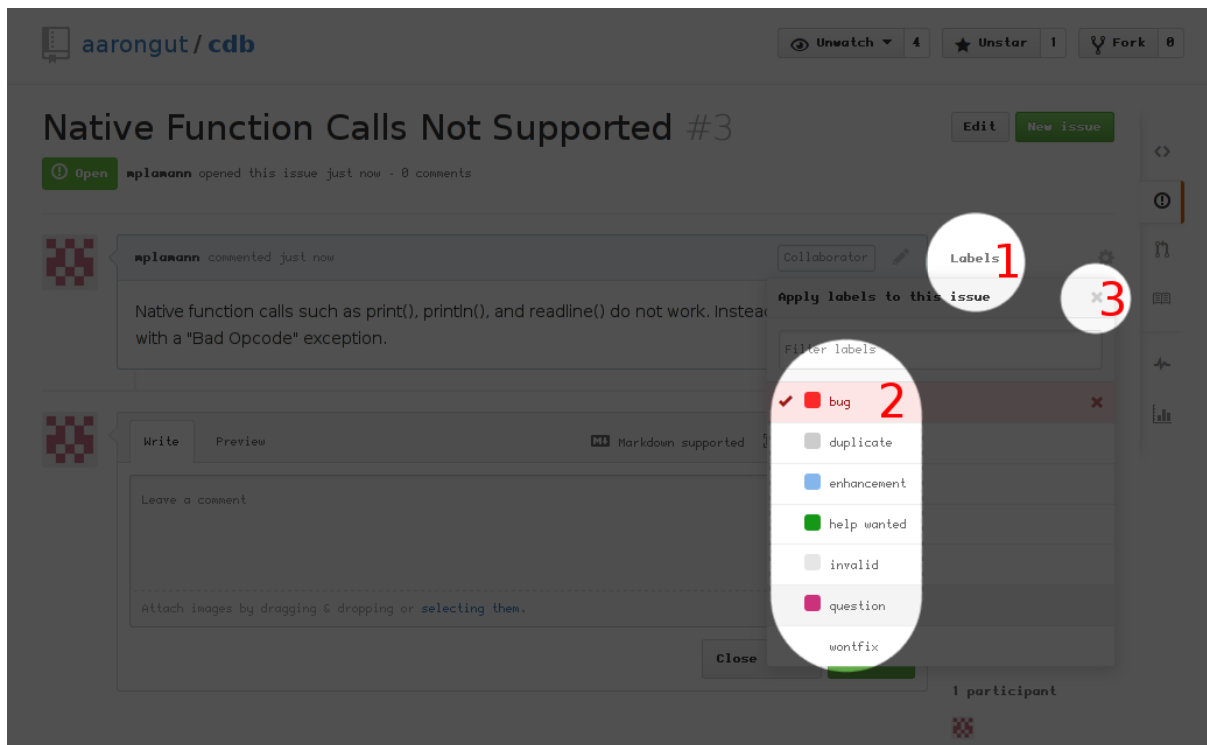 aarongut / cdb
Unwatch 4
Unstar 1
Fork 0
Native Function Calls Not Supported #3
Edit
New issue
Open
mplamann opened this issue just now · 0 comments
mplamann commented just now
Collaborator
Labels
1
Apply labels to this issue
3
Native function calls such as print(), println(), and readline() do not work. Instea
with a "Bad Opcode" exception.
Filter labels
bug
2
duplicate
enhancement
help wanted
invalid
question
wontfix
Write
Preview
Markdown supported
Leave a comment
Attach images by dragging & dropping or selecting them.
Close
1 participant